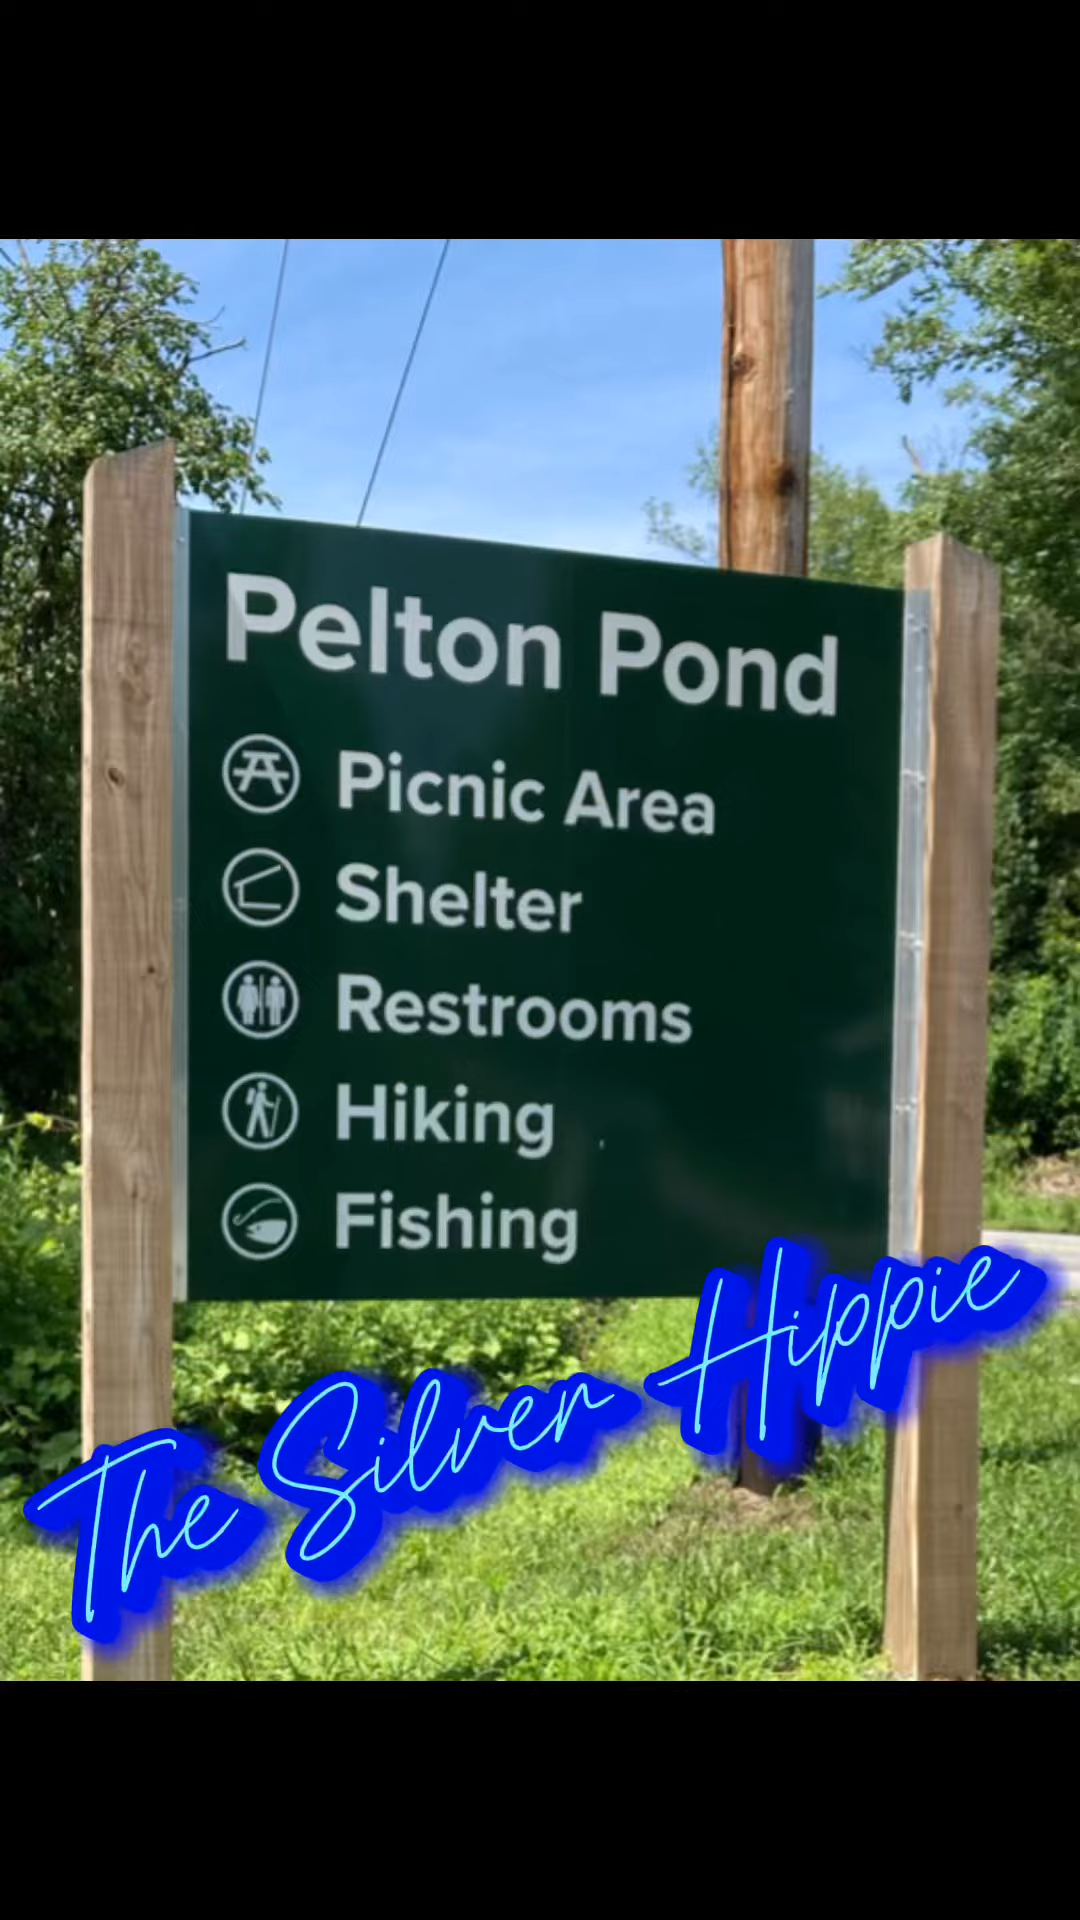 Pelton Pond
Picnic Area
Shelter
Restrooms
Hiking
Fishing
The Silver Hippie